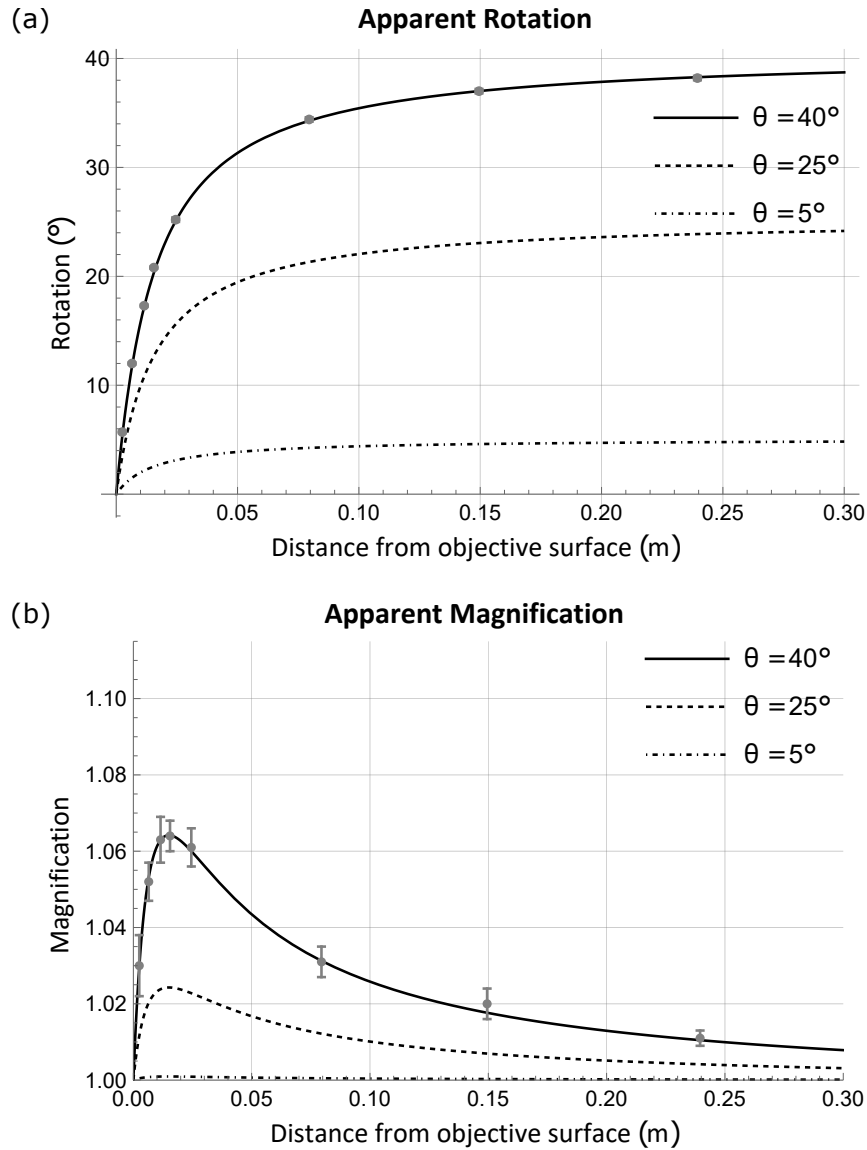 (a)
Apparent Rotation
40
30
20
10
Rotation (°)
θ = 40°
θ = 25°
θ = 5°
0.05 0.10 0.15 0.20 0.25 0.30
Distance from objective surface (m)
(b)
Apparent Magnification
1.10
1.08
1.06
1.04
1.02
1.00
Magnification
θ = 40°
θ = 25°
θ = 5°
0.00 0.05 0.10 0.15 0.20 0.25 0.30
Distance from objective surface (m)